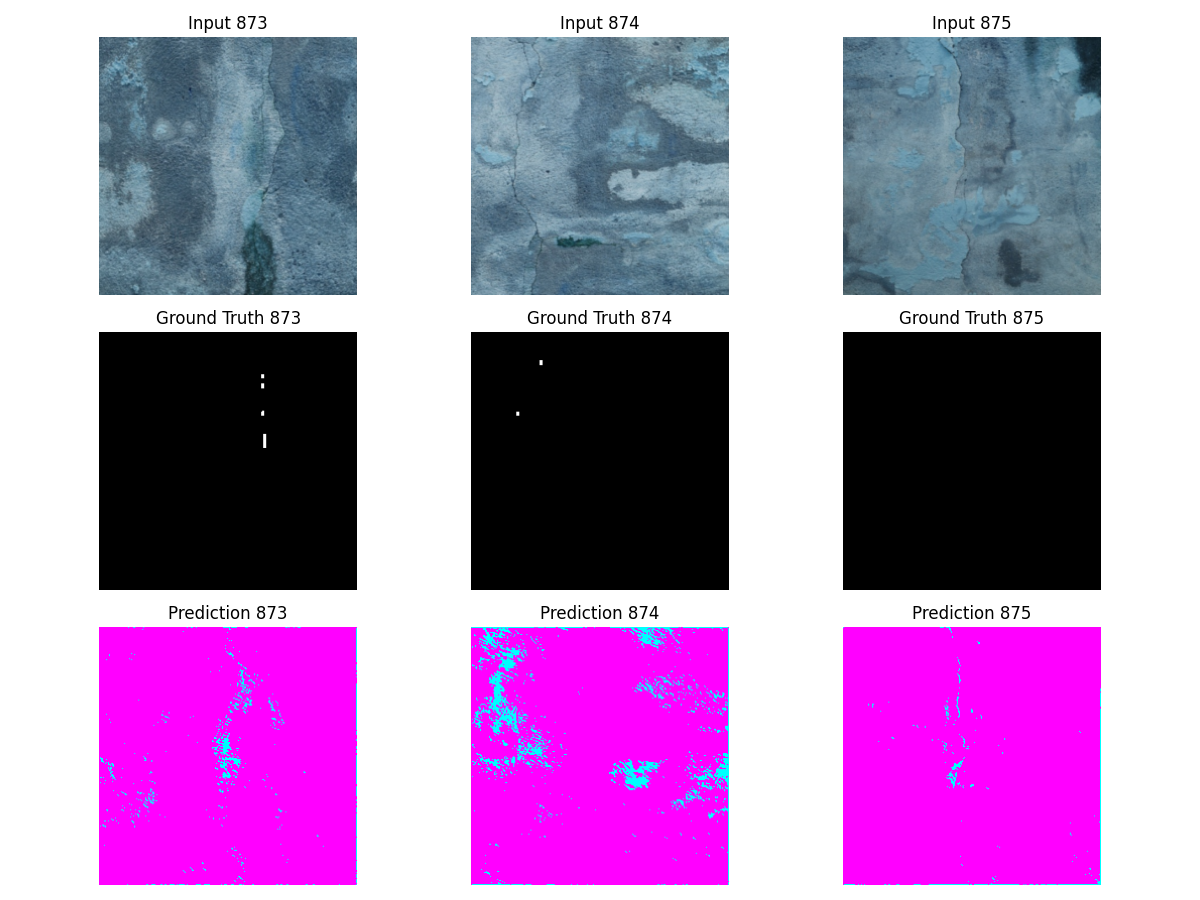 Input 873
Input 874
Input 875
Ground Truth 873
Ground Truth 874
Ground Truth 875
Prediction 873
Prediction 874
Prediction 875